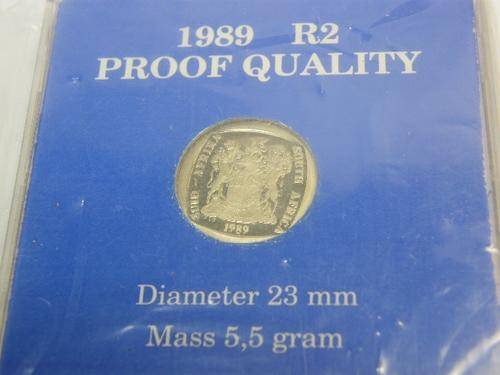 1989 R2
PROOF QUALITY
SUID-AFRIKA SOUTH AFRICA
1989
Diameter 23 mm
Mass 5,5 gram